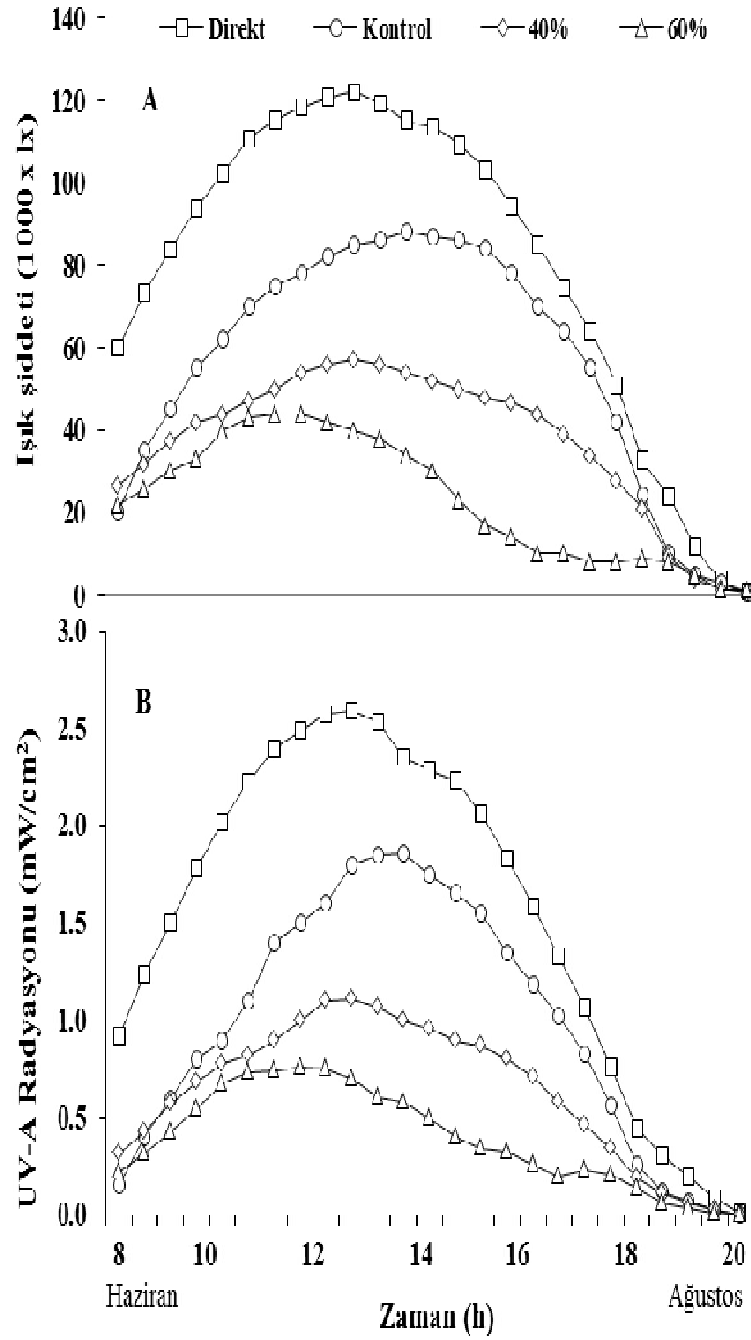 140
Direkt Kontrol 40% 60%
A
120
100
80
60
40
20
0
Işık şiddeti (1000 x lx)
3.0
B
2.5
2.0
1.5
1.0
0.5
0.0
UV-A Radyasyonu (mW/cm²)
8 10 12 14 16 18 20
Haziran Ağustos
Zaman (h)